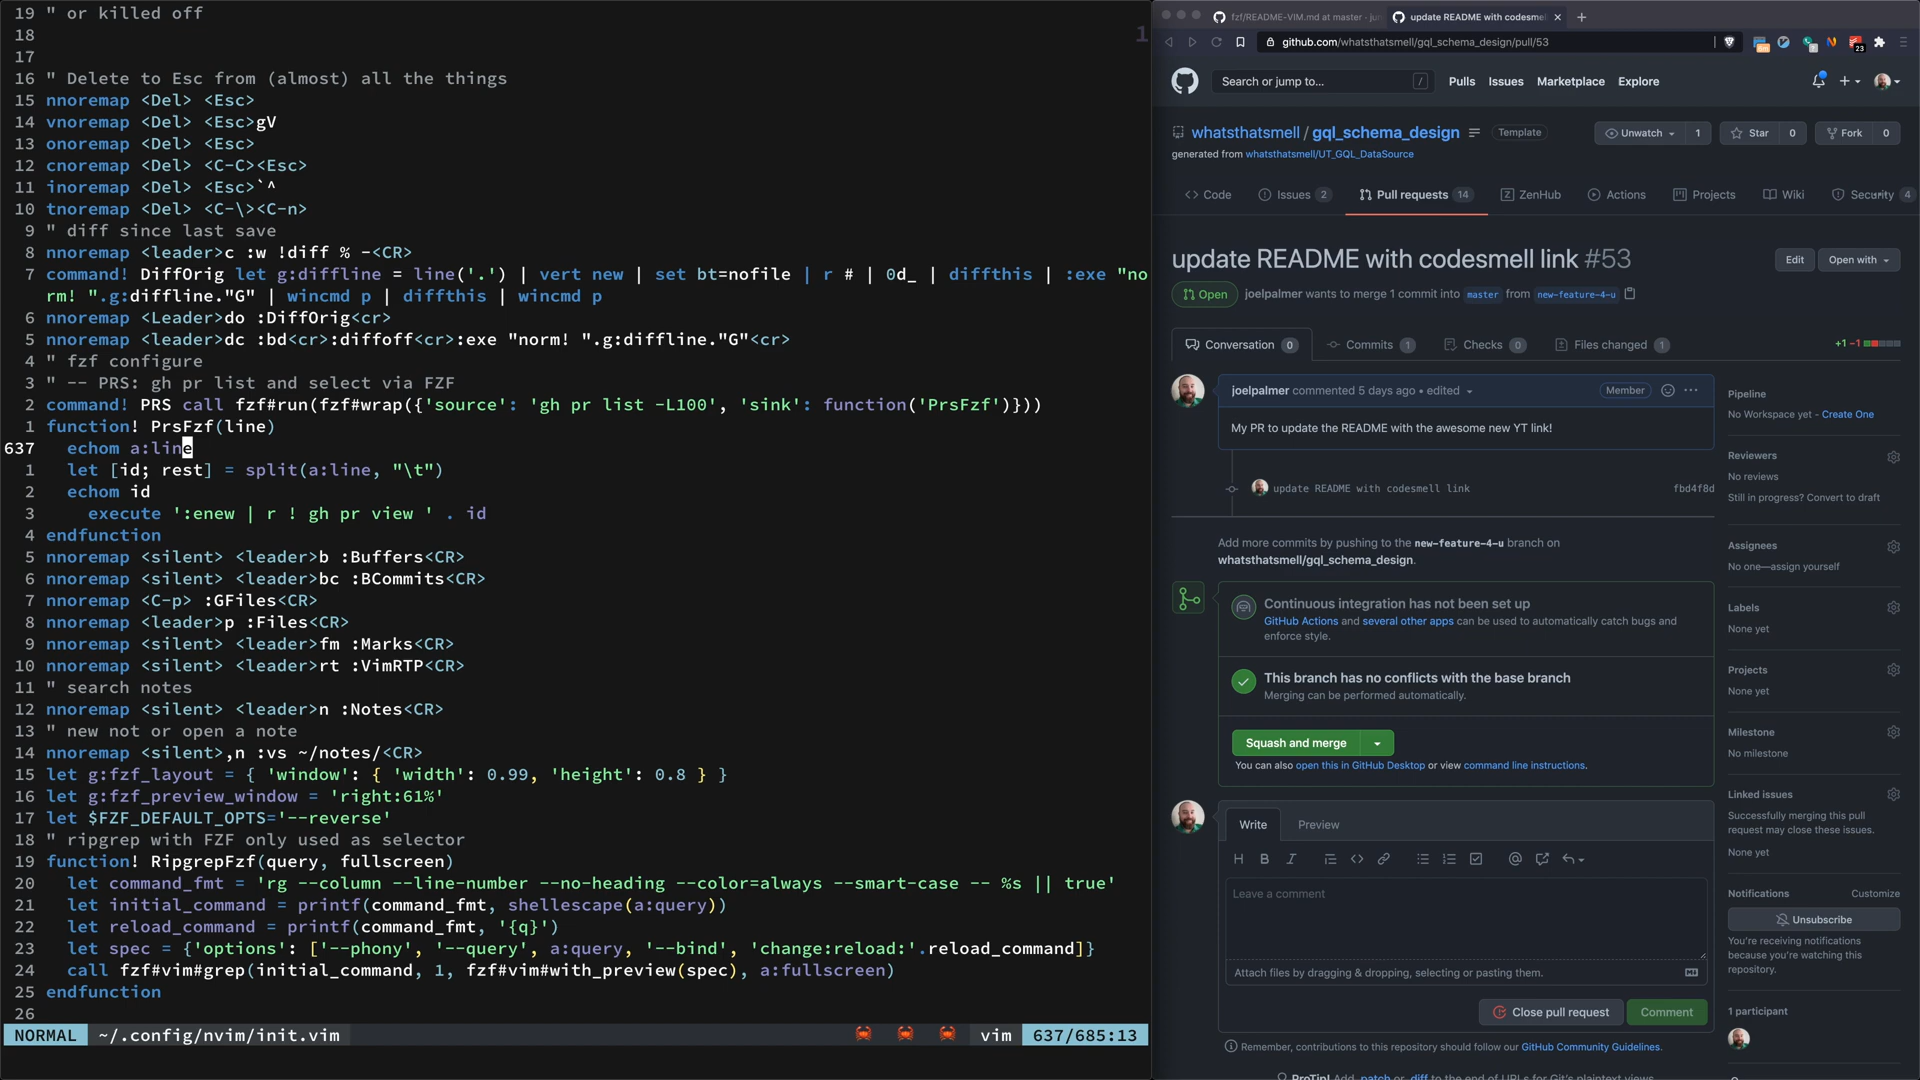 19 " or killed off
18
17
16 " Delete to Esc from (almost) all the things
15 nnoremap <Del> <Esc>
14 vnoremap <Del> <Esc>gV
13 onoremap <Del> <Esc>
12 cnoremap <Del> <C-C><Esc>
11 inoremap <Del> <Esc>`^
10 tnoremap <Del> <C-\><C-n>
9 " diff since last save
8 nnoremap <leader>c :w !diff % -<CR>
7 command! DiffOrig let g:diffline = line('.') | vert new | set bt=nofile | r # | 0d_ | diffthis | :exe "no
rm! ".g:diffline."G" | wincmd p | diffthis | wincmd p
6 nnoremap <Leader>do :DiffOrig<cr>
5 nnoremap <leader>dc :bd<cr>:diffoff<cr>:exe "norm! ".g:diffline."G"<cr>
4 " fzf configure
3 " -- PRS: gh pr list and select via FZF
2 command! PRS call fzf#run(fzf#wrap({'source': 'gh pr list -L100', 'sink': function('PrsFzf')}))
1 function! PrsFzf(line)
637 echom a:line
1 let [id; rest] = split(a:line, "\t")
2 echom id
3 execute ':enew | r ! gh pr view ' . id
4 endfunction
5 nnoremap <silent> <leader>b :Buffers<CR>
6 nnoremap <silent> <leader>bc :BCommits<CR>
7 nnoremap <C-p> :GFiles<CR>
8 nnoremap <leader>p :Files<CR>
9 nnoremap <silent> <leader>fm :Marks<CR>
10 nnoremap <silent> <leader>rt :VimRTP<CR>
11 " search notes
12 nnoremap <silent> <leader>n :Notes<CR>
13 " new not or open a note
14 nnoremap <silent>,n :vs ~/notes/<CR>
15 let g:fzf_layout = { 'window': { 'width': 0.99, 'height': 0.8 } }
16 let g:fzf_preview_window = 'right:61%'
17 let $FZF_DEFAULT_OPTS='--reverse'
18 " ripgrep with FZF only used as selector
19 function! RipgrepFzf(query, fullscreen)
20 let command_fmt = 'rg --column --line-number --no-heading --color=always --smart-case -- %s || true'
21 let initial_command = printf(command_fmt, shellescape(a:query))
22 let reload_command = printf(command_fmt, '{q}')
23 let spec = {'options': ['--phony', '--query', a:query, '--bind', 'change:reload:'.reload_command]}
24 call fzf#vim#grep(initial_command, 1, fzf#vim#with_preview(spec), a:fullscreen)
25 endfunction
26
NORMAL ~/.config/nvim/init.vim vim 637/685:13
1
fzf/README-VIM.md at master · jun
update README with codesme
github.com/whatsthatsmell/gql_schema_design/pull/53
23
Search or jump to... /
Pulls Issues Marketplace Explore
whatsthatsmell / gql_schema_design Template
Unwatch 1 Star 0 Fork 0
generated from whatsthatsmell/UT_GQL_DataSource
Code Issues 2 Pull requests 14 ZenHub Actions Projects Wiki Security 4
update README with codesmell link #53
Edit Open with
Open joelpalmer wants to merge 1 commit into master from new-feature-4-u
Conversation 0 Commits 1 Checks 0 Files changed 1 +1 −1
joelpalmer commented 5 days ago • edited Member
My PR to update the README with the awesome new YT link!
update README with codesmell link fbd4f8d
Add more commits by pushing to the new-feature-4-u branch on
whatsthatsmell/gql_schema_design.
Continuous integration has not been set up
GitHub Actions and several other apps can be used to automatically catch bugs and
enforce style.
This branch has no conflicts with the base branch
Merging can be performed automatically.
Squash and merge
You can also open this in GitHub Desktop or view command line instructions.
Write Preview
Leave a comment
Attach files by dragging & dropping, selecting or pasting them.
Close pull request Comment
Remember, contributions to this repository should follow our GitHub Community Guidelines.
ProTip! Add .patch or .diff to the end of URLs for Git's plaintext views.
Pipeline
No Workspace yet - Create One
Reviewers
No reviews
Still in progress? Convert to draft
Assignees
No one—assign yourself
Labels
None yet
Projects
None yet
Milestone
No milestone
Linked issues
Successfully merging this pull
request may close these issues.
None yet
Notifications Customize
Unsubscribe
You're receiving notifications
because you're watching this
repository.
1 participant